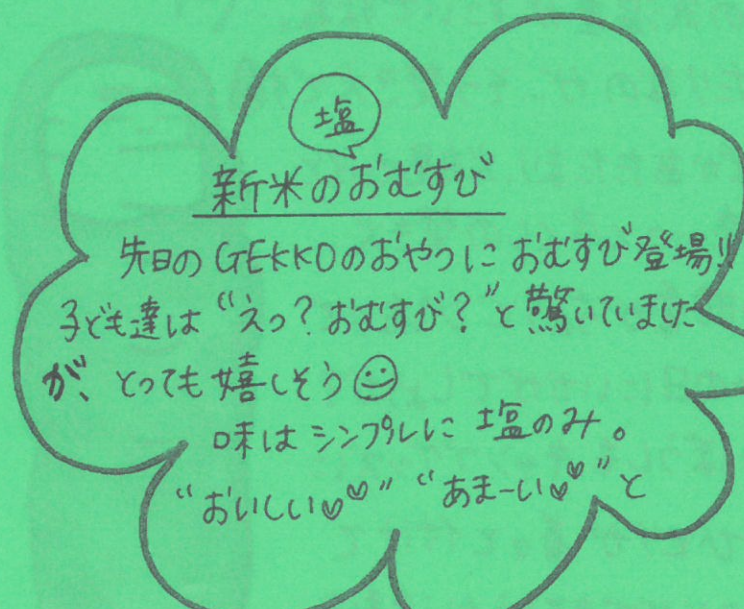 塩
新米のおむすび
先日のGEKKOのおやつに おむすび登場!!
子ども達は“えっ?おむすび?”と驚いていました
が、とっても嬉しそう☺
味はシンプルに 塩のみ。
“おいしい♡♡” “あまーい♡♡”と